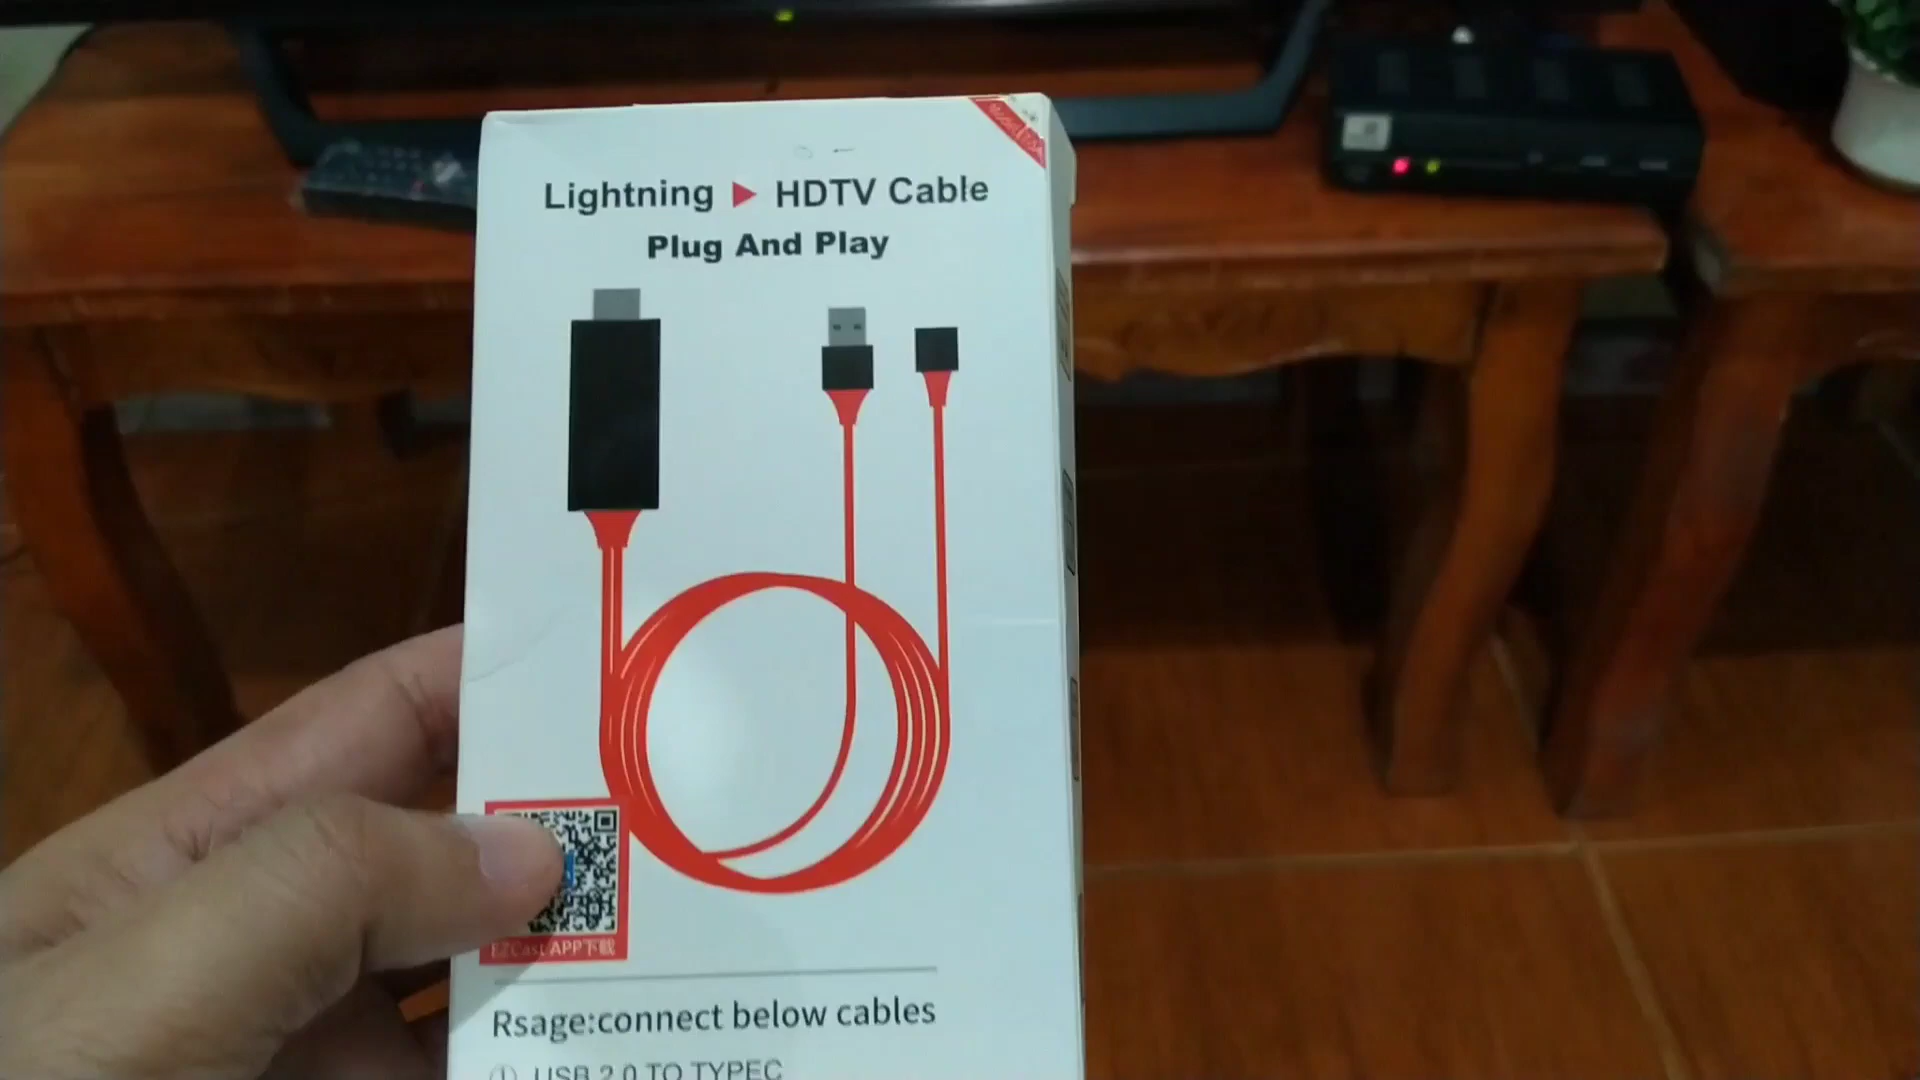 Lightning ▶ HDTV Cable
Plug And Play
EZCast APP下载
Rsage:connect below cables
① USB 2.0 TO TYPEC